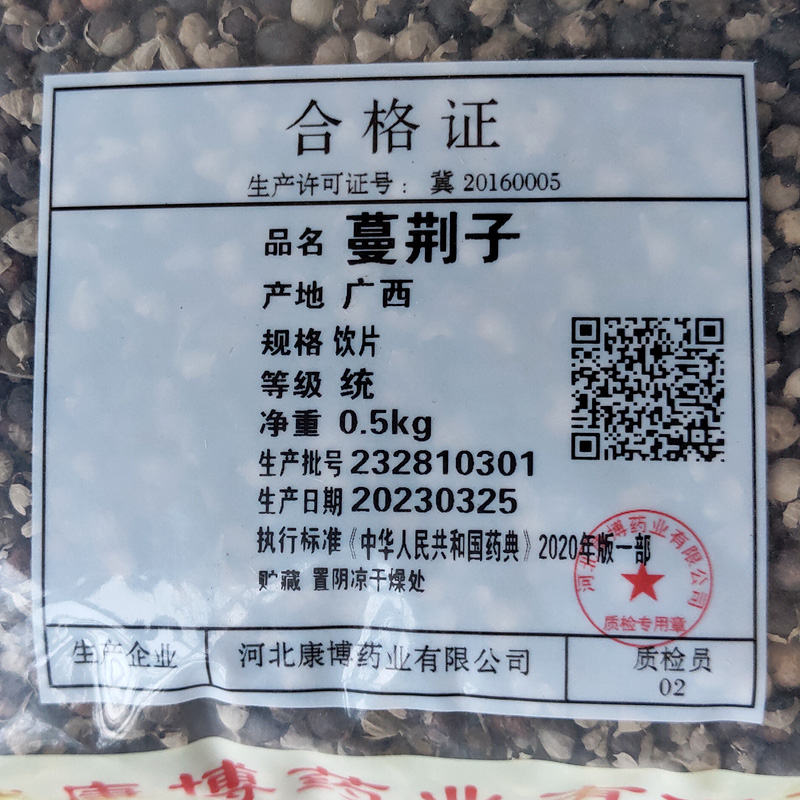 合格证
生产许可证号：冀 20160005
品名 蔓荆子
产地 广西
规格 饮片
等级 统
净重 0.5kg
生产批号 232810301
生产日期 20230325
执行标准《中华人民共和国药典》2020年版一部
贮藏 置阴凉干燥处
河北康博药业有限公司
质检专用章
生产企业 河北康博药业有限公司 质检员
02
康博药业有